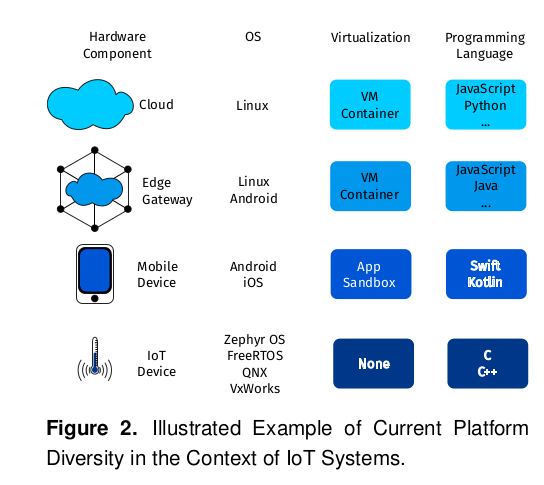 Hardware Component
OS
Virtualization
Programming Language
Cloud
Linux
VM
Container
JavaScript
Python
...
Edge
Gateway
Linux
Android
VM
Container
JavaScript
Java
...
Mobile
Device
Android
iOS
App
Sandbox
Swift
Kotlin
IoT
Device
Zephyr OS
FreeRTOS
QNX
VxWorks
None
C
C++
Figure 2. Illustrated Example of Current Platform
Diversity in the Context of IoT Systems.